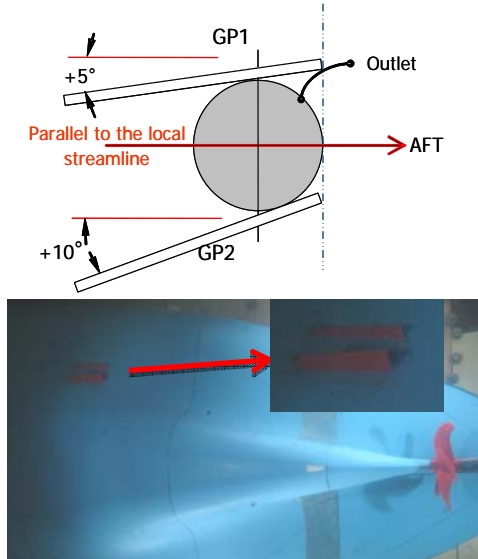 GP1
Outlet
+5°
Parallel to the local
streamline
AFT
+10°
GP2